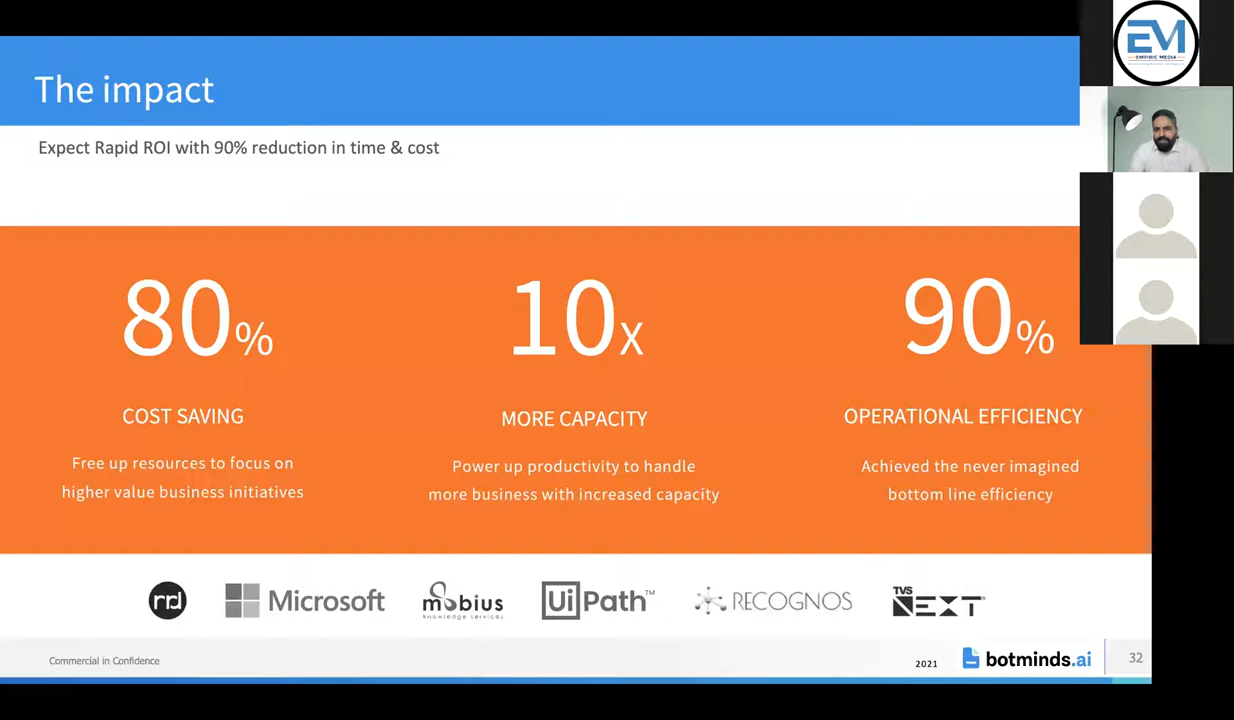 The impact
Expect Rapid ROI with 90% reduction in time & cost
80%
COST SAVING
Free up resources to focus on
higher value business initiatives
10X
MORE CAPACITY
Power up productivity to handle
more business with increased capacity
90%
OPERATIONAL EFFICIENCY
Achieved the never imagined
bottom line efficiency
rd
Microsoft
mobius
knowledge services
UiPath™
RECOGNOS
TVS
NEXT
Commercial in Confidence
2021
botminds.ai
32
EM
EMPIRIC MEDIA